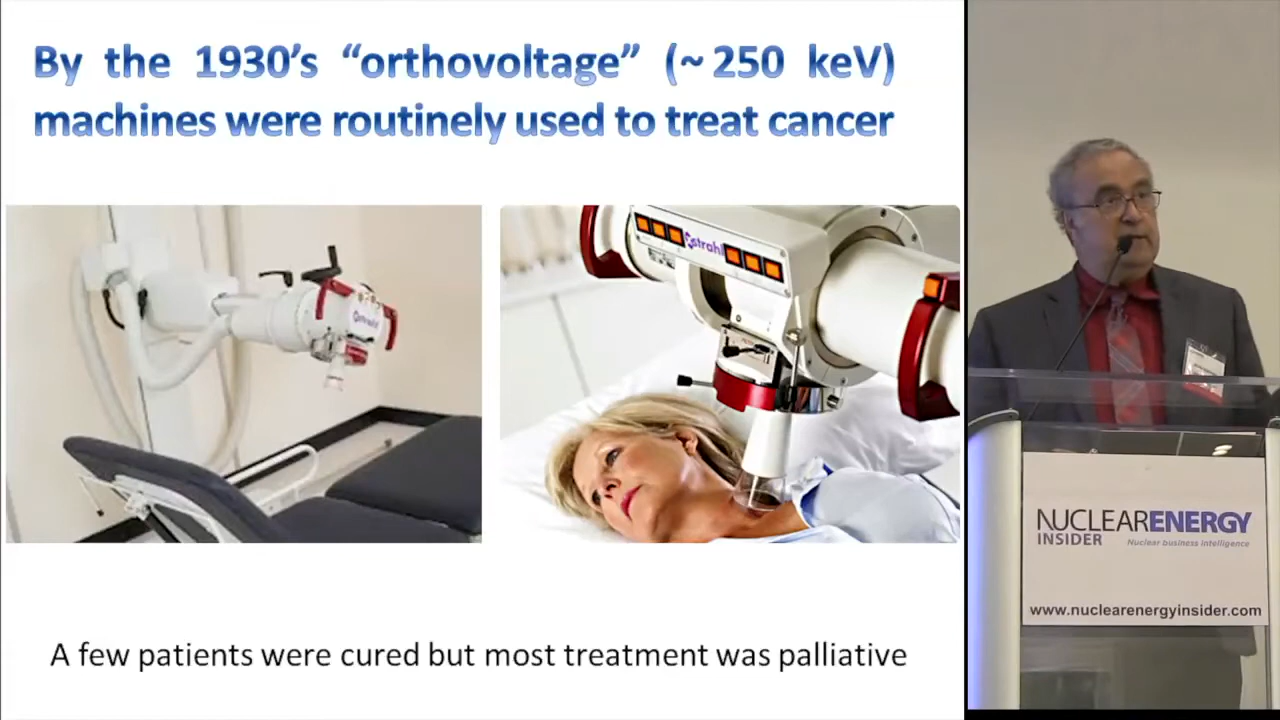 By the 1930's “orthovoltage” (~250 keV)
machines were routinely used to treat cancer
A few patients were cured but most treatment was palliative
NUCLEARENERGY
INSIDER Nuclear business intelligence
www.nuclearenergyinsider.com